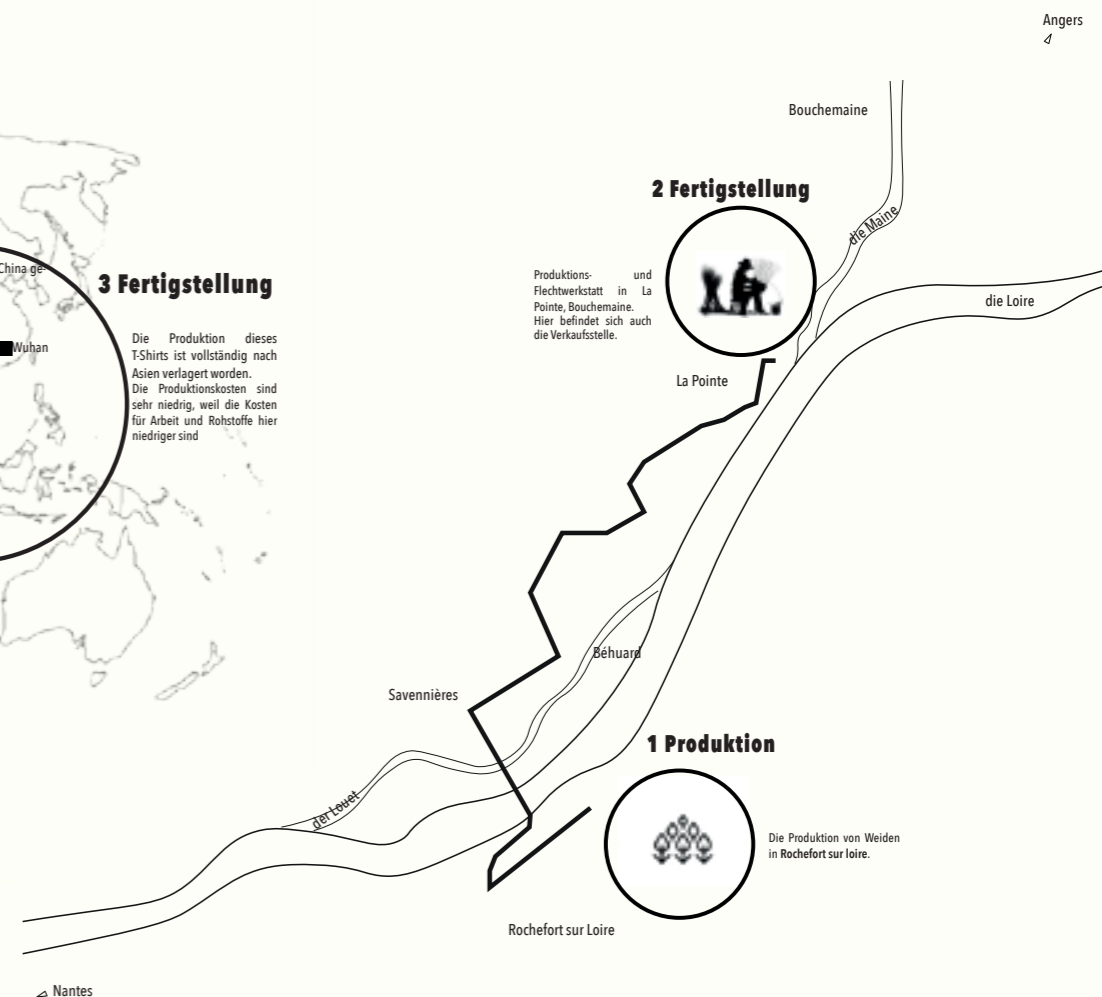 Angers
Bouchemaine
2 Fertigstellung
die Maine
Produktions- und
Flechtwerkstatt in La
Pointe, Bouchemaine.
Hier befindet sich auch
die Verkaufsstelle.
die Loire
La Pointe
China ge-
3 Fertigstellung
Wuhan
Die Produktion dieses
T-Shirts ist vollständig nach
Asien verlagert worden.
Die Produktionskosten sind
sehr niedrig, weil die Kosten
für Arbeit und Rohstoffe hier
niedriger sind
Béhuard
Savennières
1 Produktion
der Louet
Die Produktion von Weiden
in Rochefort sur loire.
Rochefort sur Loire
Nantes